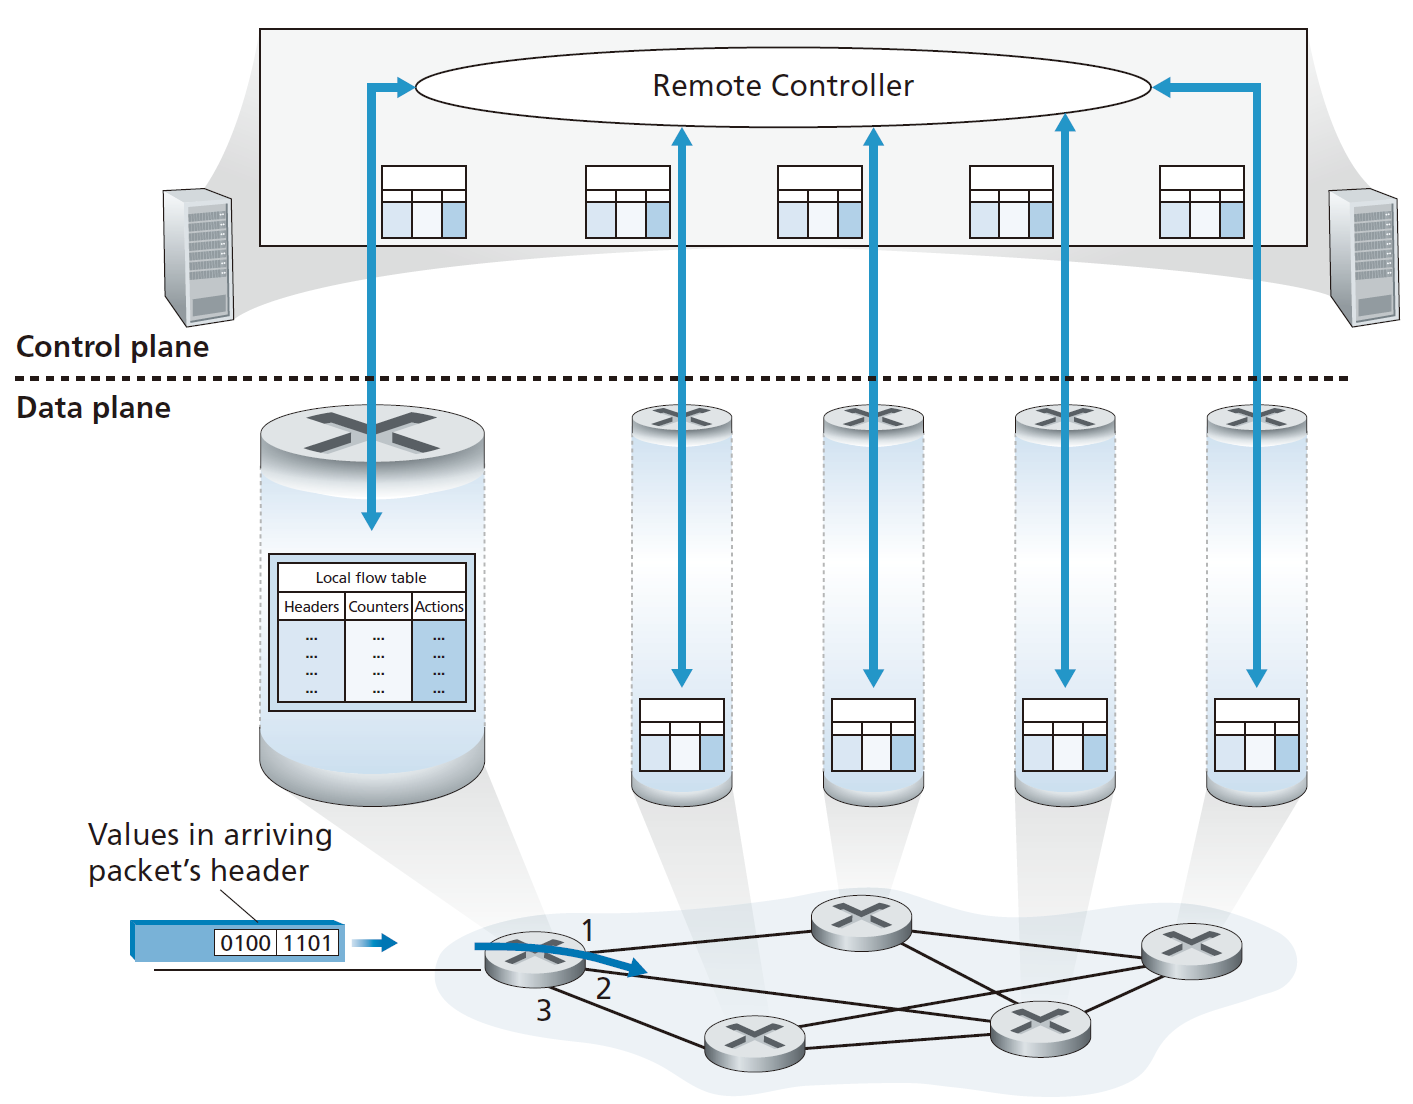 Remote Controller
Control plane
Data plane
Local flow table
Headers Counters Actions
... ... ...
... ... ...
... ... ...
... ... ...
Values in arriving
packet’s header
0100 1101
1
2
3